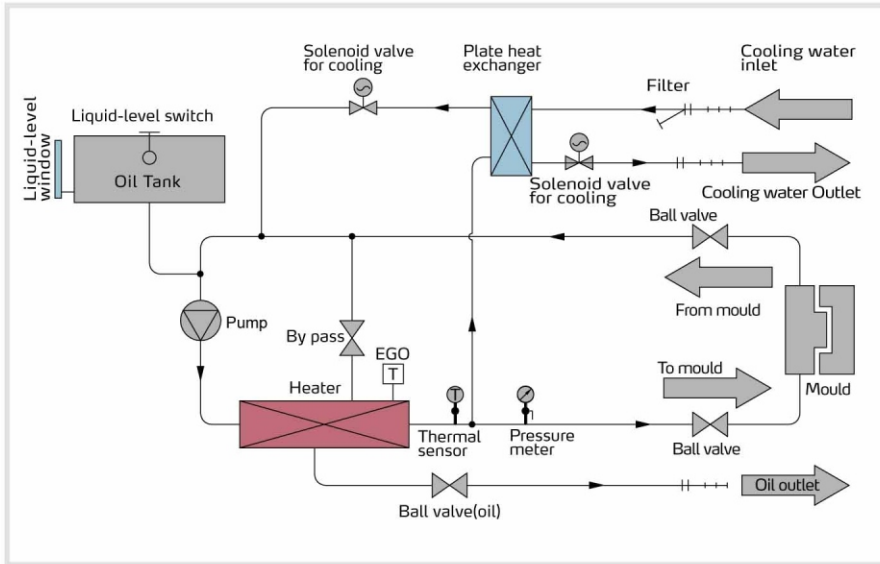 Solenoid valve
for cooling
Plate heat
exchanger
Cooling water
inlet
Filter
Liquid-level switch
Liquid-level
window
Oil Tank
Solenoid valve
for cooling
Cooling water Outlet
Ball valve
From mould
Pump
By pass
EGO
T
Heater
T
To mould
Mould
Thermal
sensor
Pressure
meter
Ball valve
Ball valve(oil)
Oil outlet